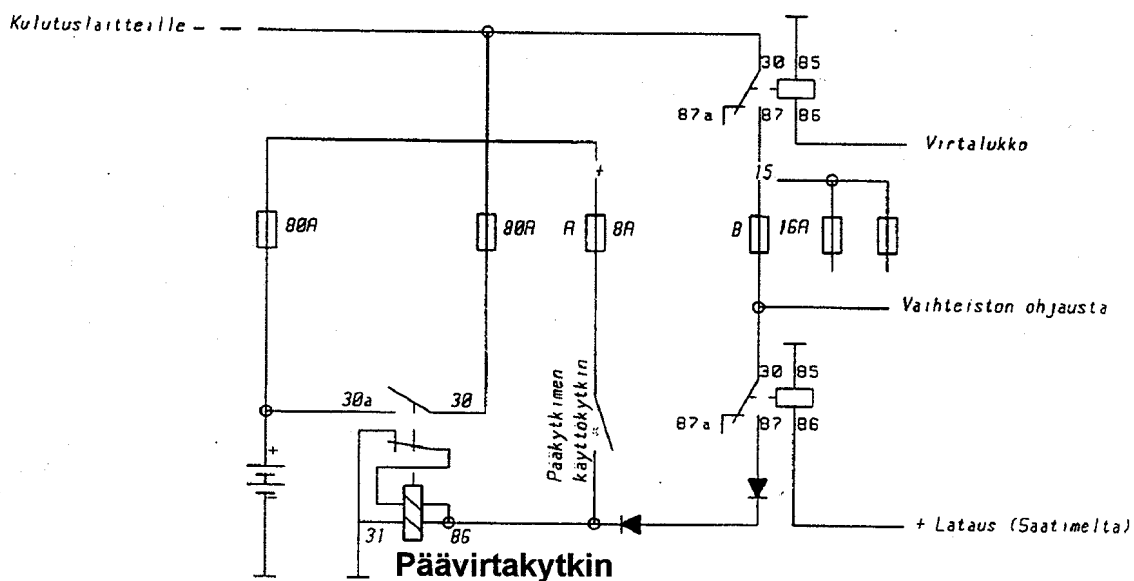 Kulutuslaitteille
30 85
87a 87 86
Virtalukko
+
15
80A
80A
A 8A
B 16A
Vaihteiston ohjausta
Pääkytkimen
käyttökytkin
30a 30
30 85
87a 87 86
+
-
31 86
+ Lataus (Saatimelta)
Päävirtakytkin